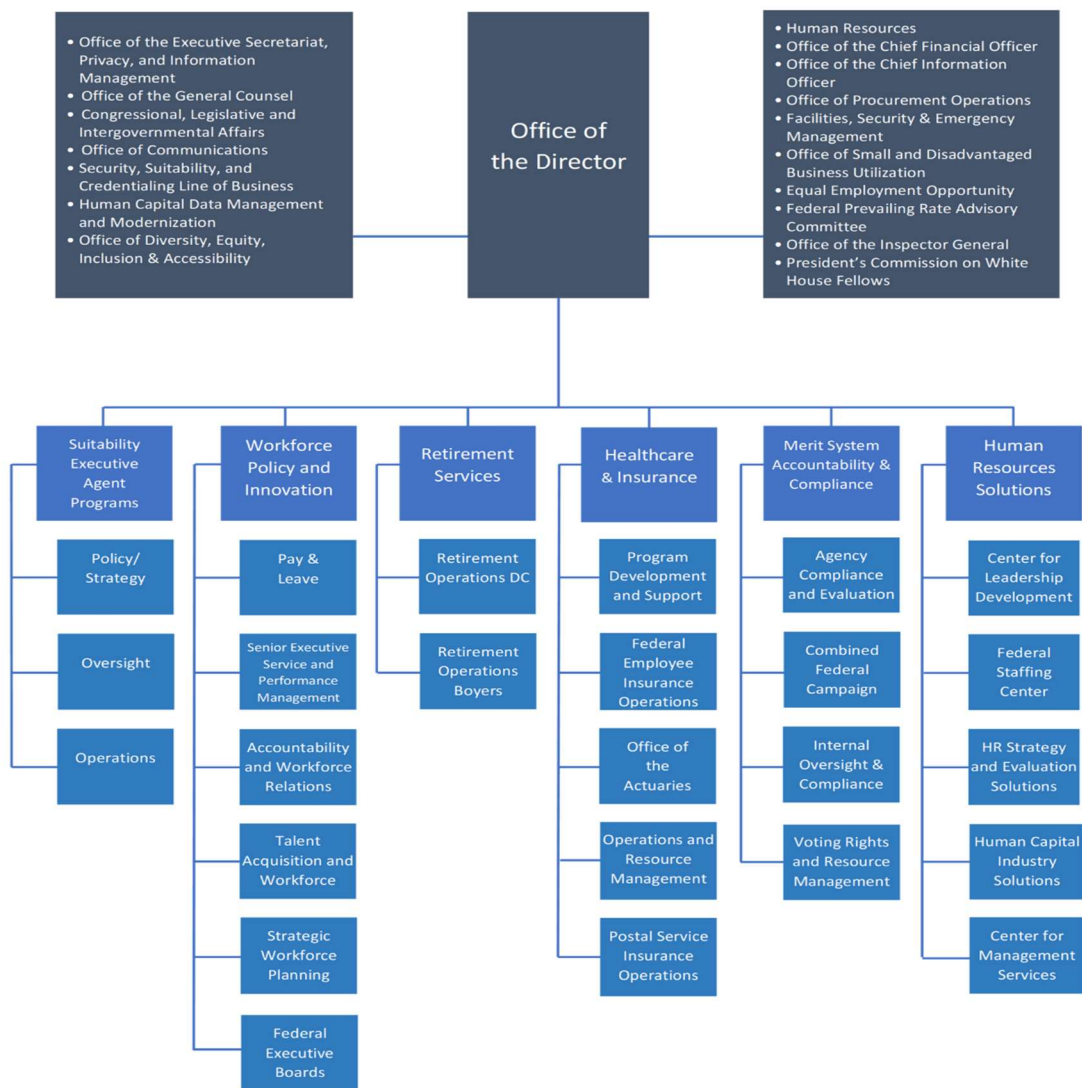 • Office of the Executive Secretariat,
Privacy, and Information
Management
• Office of the General Counsel
• Congressional, Legislative and
Intergovernmental Affairs
• Office of Communications
• Security, Suitability, and
Credentialing Line of Business
• Human Capital Data Management
and Modernization
• Office of Diversity, Equity,
Inclusion & Accessibility
Office of
the Director
• Human Resources
• Office of the Chief Financial Officer
• Office of the Chief Information
Officer
• Office of Procurement Operations
• Facilities, Security & Emergency
Management
• Office of Small and Disadvantaged
Business Utilization
• Equal Employment Opportunity
• Federal Prevailing Rate Advisory
Committee
• Office of the Inspector General
• President’s Commission on White
House Fellows
Suitability
Executive
Agent
Programs
Policy/
Strategy
Oversight
Operations
Workforce
Policy and
Innovation
Pay &
Leave
Senior Executive
Service and
Performance
Management
Accountability
and Workforce
Relations
Talent
Acquisition and
Workforce
Strategic
Workforce
Planning
Federal
Executive
Boards
Retirement
Services
Retirement
Operations DC
Retirement
Operations
Boyers
Healthcare
& Insurance
Program
Development
and Support
Federal
Employee
Insurance
Operations
Office of
the
Actuaries
Operations and
Resource
Management
Postal Service
Insurance
Operations
Merit System
Accountability &
Compliance
Agency
Compliance
and Evaluation
Combined
Federal
Campaign
Internal
Oversight &
Compliance
Voting Rights
and Resource
Management
Human
Resources
Solutions
Center for
Leadership
Development
Federal
Staffing
Center
HR Strategy
and Evaluation
Solutions
Human Capital
Industry
Solutions
Center for
Management
Services